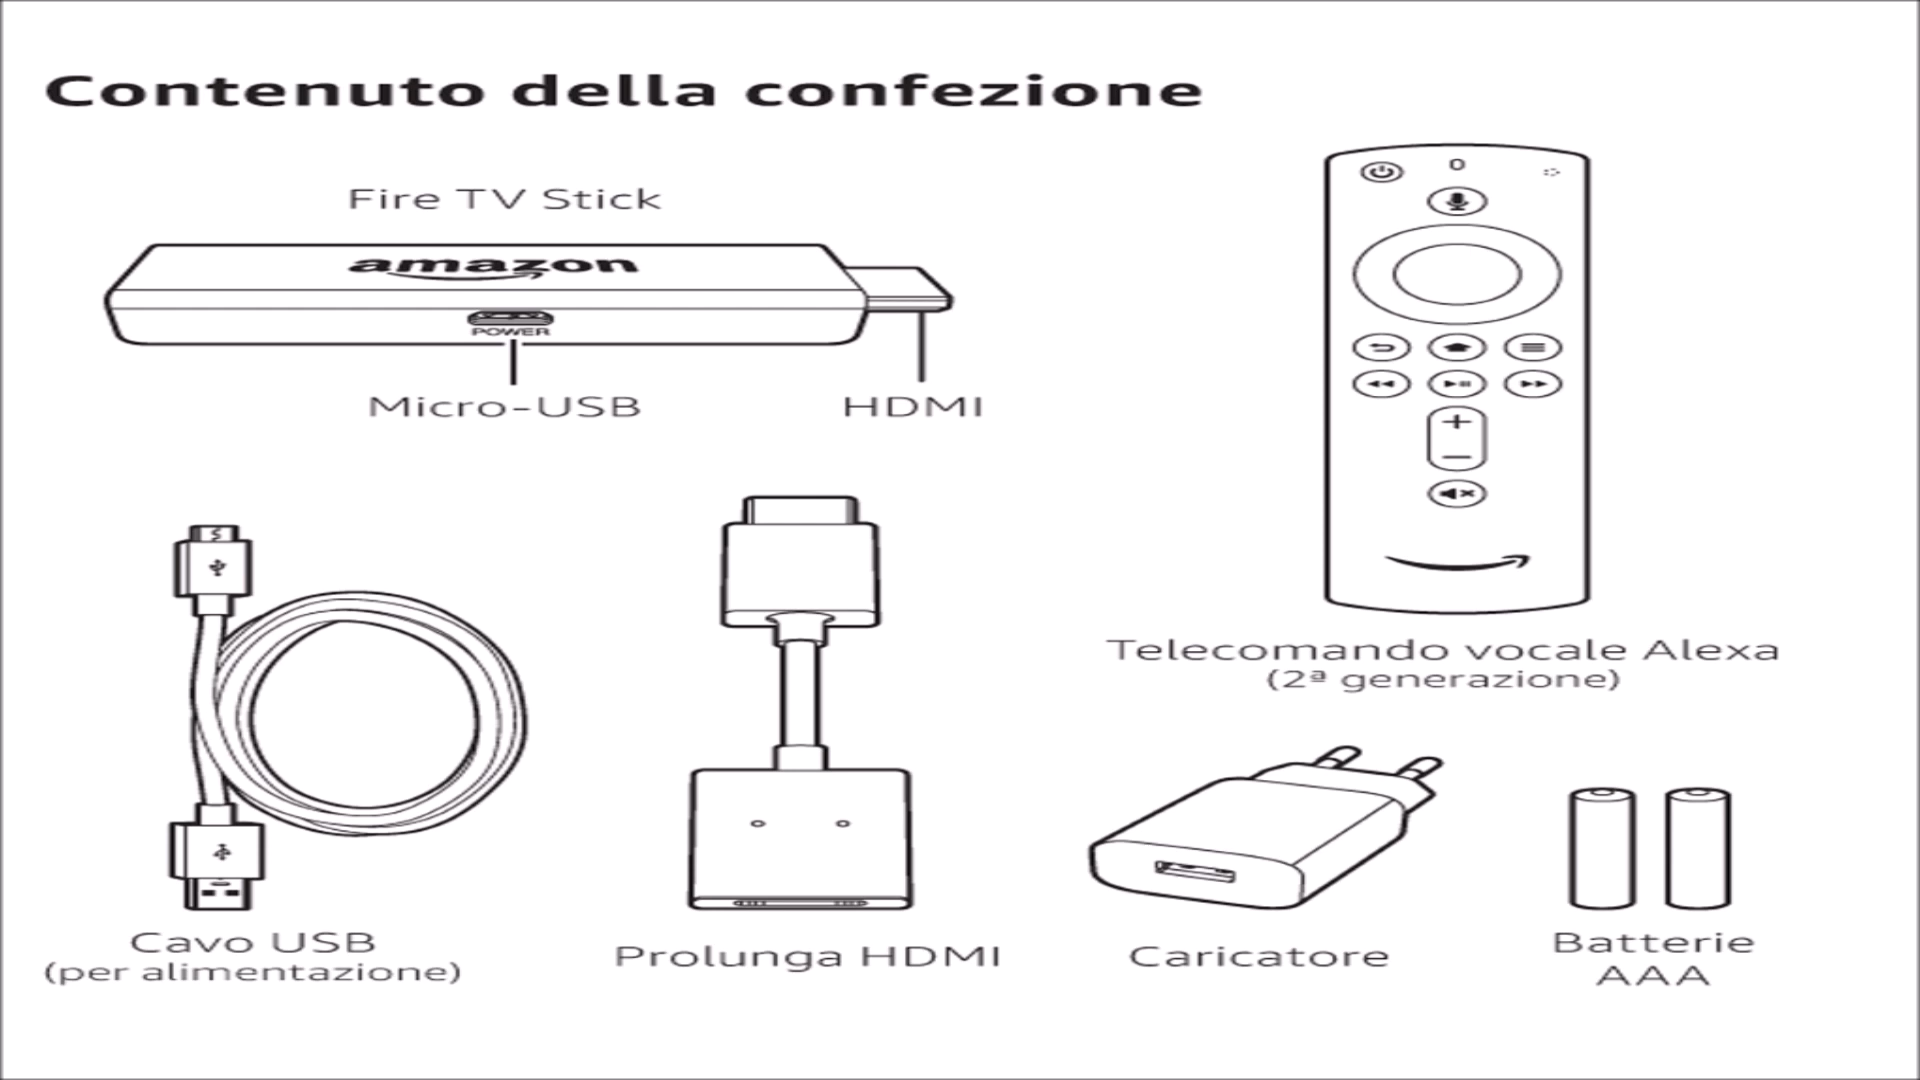 Contenuto della confezione
Fire TV Stick
amazon
POWER
Micro-USB
HDMI
Telecomando vocale Alexa
(2ª generazione)
Cavo USB
(per alimentazione)
Prolunga HDMI
Caricatore
Batterie
AAA